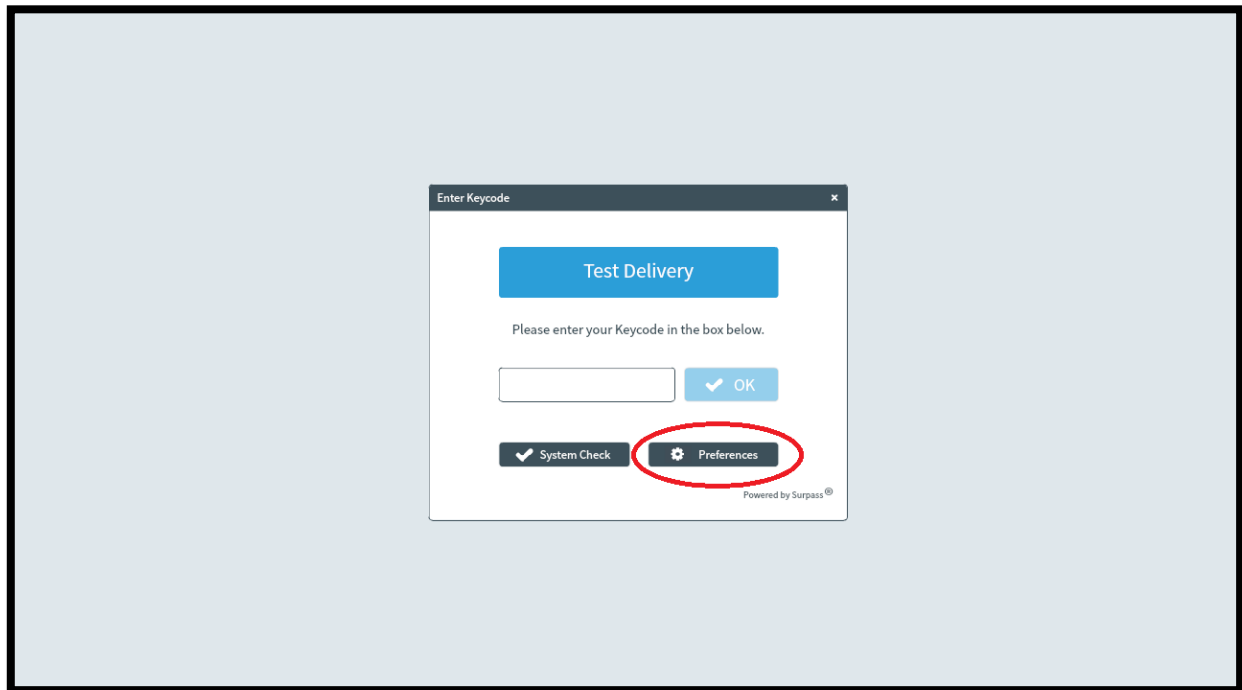 Enter Keycode
Test Delivery
Please enter your Keycode in the box below.
OK
System Check
Preferences
Powered by Surpass®